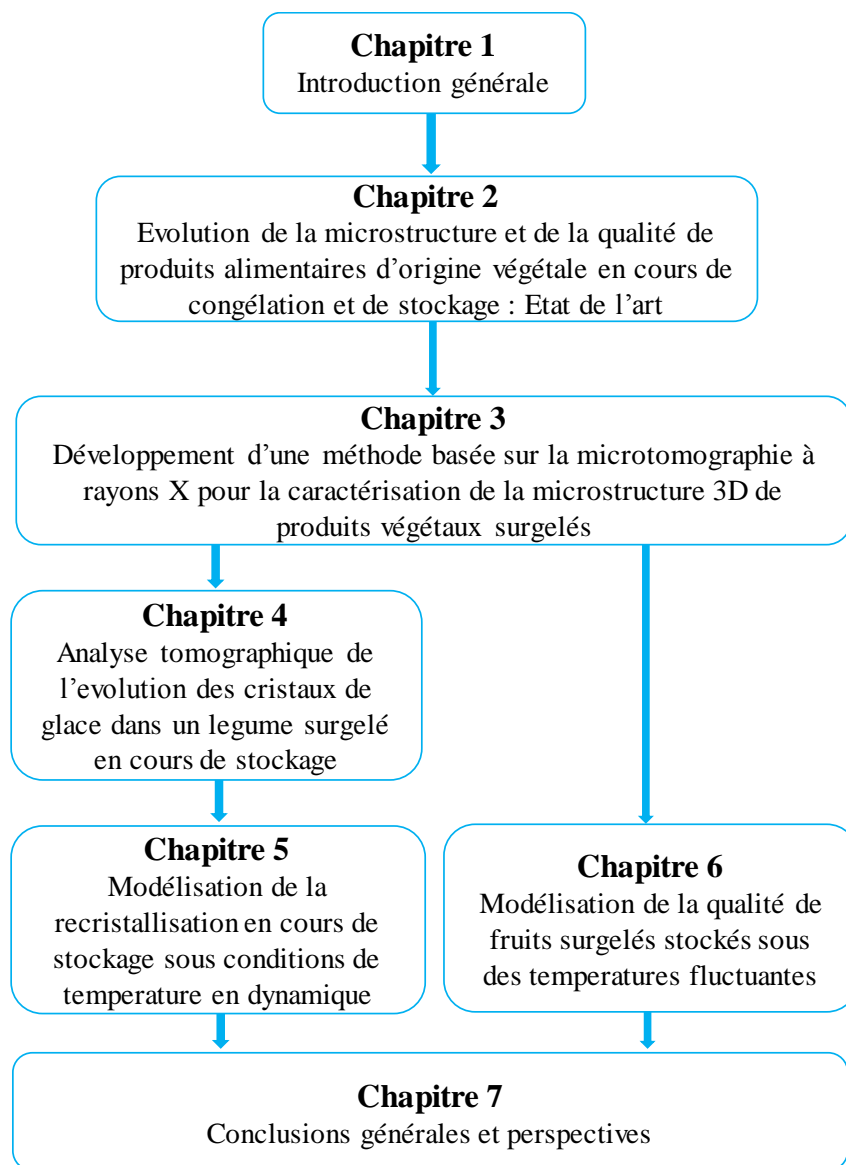 Chapitre 1
Introduction générale
Chapitre 2
Evolution de la microstructure et de la qualité de
produits alimentaires d’origine végétale en cours de
congélation et de stockage : Etat de l’art
Chapitre 3
Développement d’une méthode basée sur la microtomographie à
rayons X pour la caractérisation de la microstructure 3D de
produits végétaux surgelés
Chapitre 4
Analyse tomographique de
l’evolution des cristaux de
glace dans un legume surgelé
en cours de stockage
Chapitre 5
Modélisation de la
recristallisation en cours de
stockage sous conditions de
temperature en dynamique
Chapitre 6
Modélisation de la qualité de
fruits surgelés stockés sous
des temperatures fluctuantes
Chapitre 7
Conclusions générales et perspectives